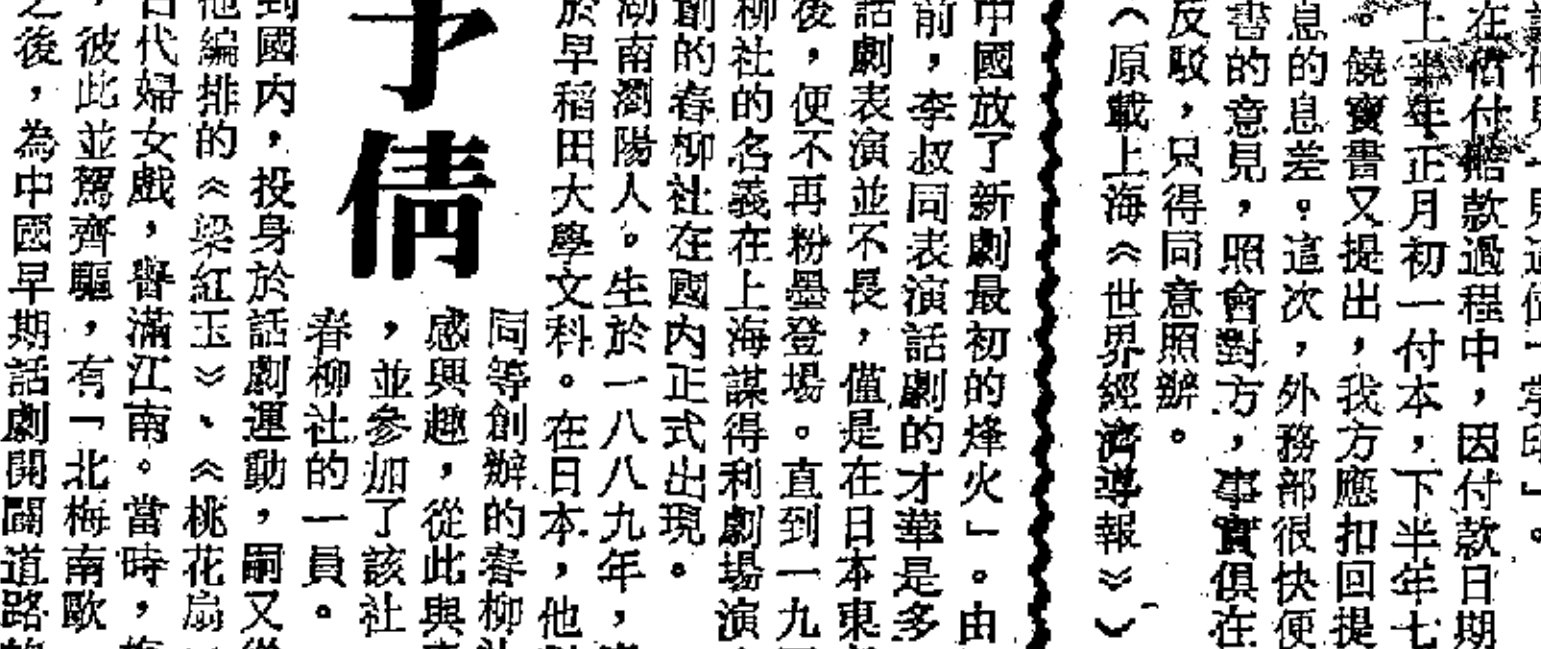 一見這個「掌印」。
在償付賠款過程中，因付款日期
上半年正月初一付本，下半年七
。饒寶書又提出，我方應扣回提
息的息差。這次，外務部很快便
書的意見，照會對方，事實俱在
反駁，只得同意照辦。
（原載上海《世界經濟導報》）
中國放了新劇最初的烽火」。由
前，李叔同表演話劇的才華是多
話劇表演並不長，僅是在日本東
後，便不再粉墨登場。直到一九
柳社的名義在上海謀得利劇場演
創的春柳社在國內正式出現。
湖南瀏陽人。生於一八八九年，
於早稻田大學文科。在日本，他
同等創辦的春柳社
感興趣，從此與
，並參加了該社
春柳社的一員。
予倩
到國內，投身於話劇運動，嗣又從
他編排的《梁紅玉》、《桃花扇
古代婦女戲，譽滿江南。當時，梅
，彼此並駕齊驅，有「北梅南歐
之後，為中國早期話劇開闢道路